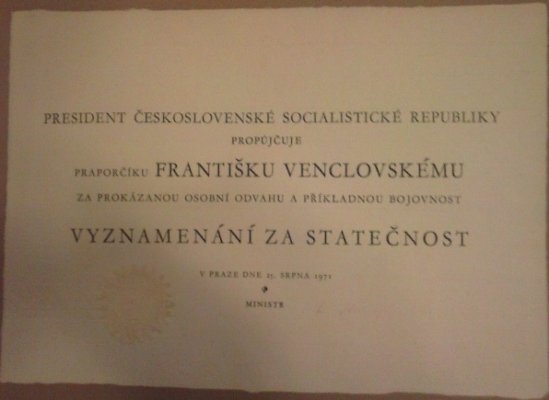 PRESIDENT ČESKOSLOVENSKÉ SOCIALISTICKÉ REPUBLIKY
PROPŮJČUJE
PRAPORČÍKU FRANTIŠKU VENCLOVSKÉMU
ZA PROKÁZANOU OSOBNÍ ODVAHU A PŘÍKLADNOU BOJOVNOST
VYZNAMENÁNÍ ZA STATEČNOST
V PRAZE DNE 25. SRPNA 1971
MINISTR